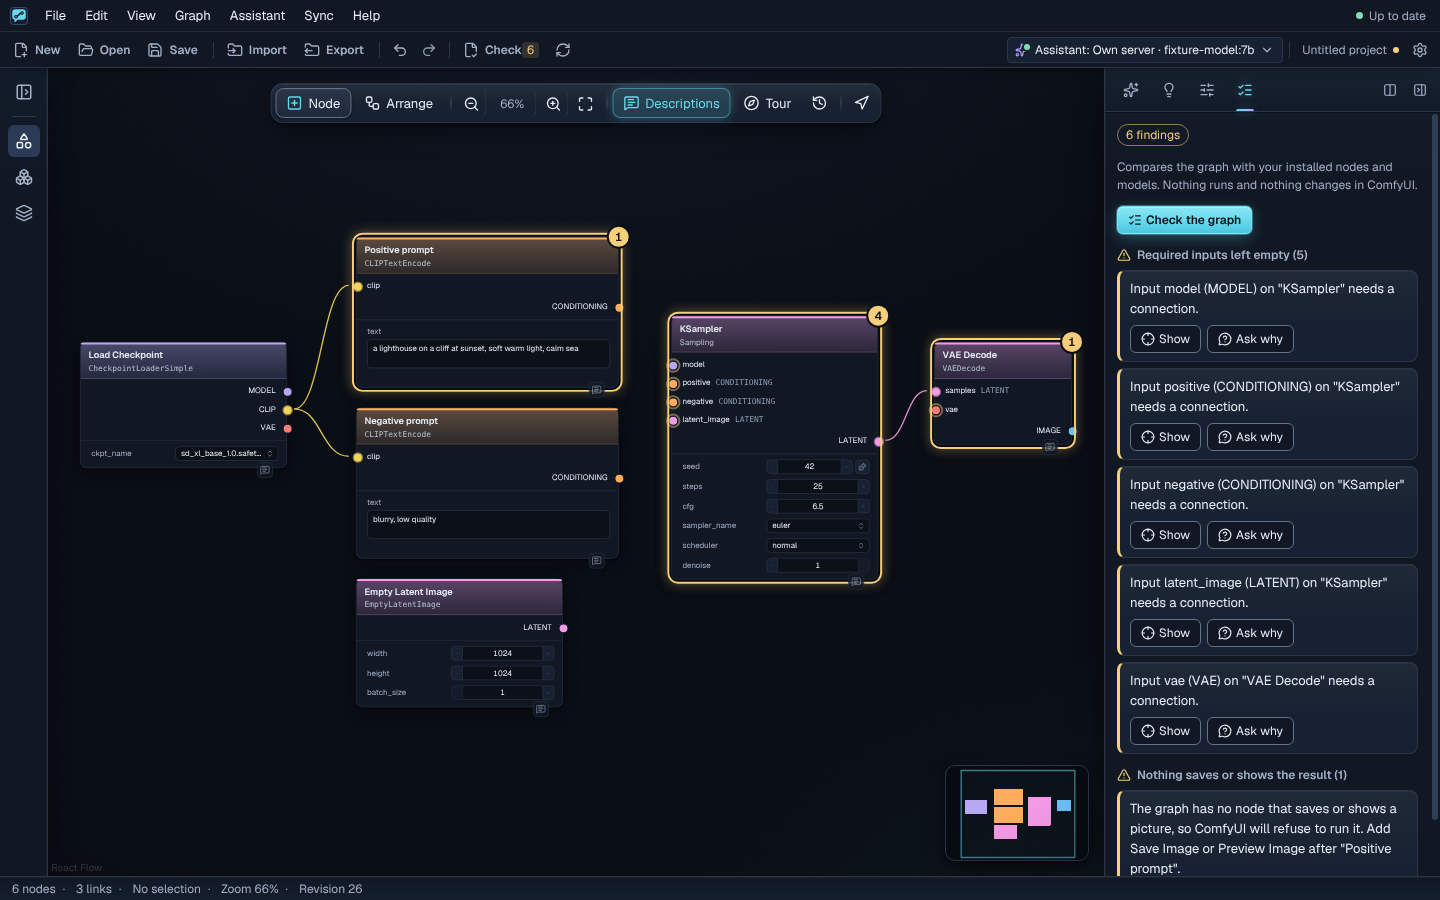 File Edit View Graph Assistant Sync Help
Up to date
New Open Save Import Export Check 6
Assistant: Own server · fixture-model:7b
Untitled project
Node Arrange 66% Descriptions Tour
6 findings
Compares the graph with your installed nodes and
models. Nothing runs and nothing changes in ComfyUI.
Check the graph
Required inputs left empty (5)
Input model (MODEL) on "KSampler" needs a
connection.
Show Ask why
Input positive (CONDITIONING) on "KSampler"
needs a connection.
Show Ask why
Input negative (CONDITIONING) on "KSampler"
needs a connection.
Show Ask why
Input latent_image (LATENT) on "KSampler"
needs a connection.
Show Ask why
Input vae (VAE) on "VAE Decode" needs a
connection.
Show Ask why
Nothing saves or shows the result (1)
The graph has no node that saves or shows a
picture, so ComfyUI will refuse to run it. Add
Save Image or Preview Image after "Positive
prompt".
Load Checkpoint
CheckpointLoaderSimple
MODEL
CLIP
VAE
ckpt_name sd_xl_base_1.0.safet...
1
Positive prompt
CLIPTextEncode
clip
CONDITIONING
text
a lighthouse on a cliff at sunset, soft warm light, calm sea
Negative prompt
CLIPTextEncode
clip
CONDITIONING
text
blurry, low quality
Empty Latent Image
EmptyLatentImage
LATENT
width 1024
height 1024
batch_size 1
4
KSampler
Sampling
model
positive CONDITIONING
negative CONDITIONING
latent_image LATENT
LATENT
seed 42
steps 25
cfg 6.5
sampler_name euler
scheduler normal
denoise 1
1
VAE Decode
VAEDecode
samples LATENT
vae
IMAGE
React Flow
6 nodes · 3 links · No selection · Zoom 66% · Revision 26